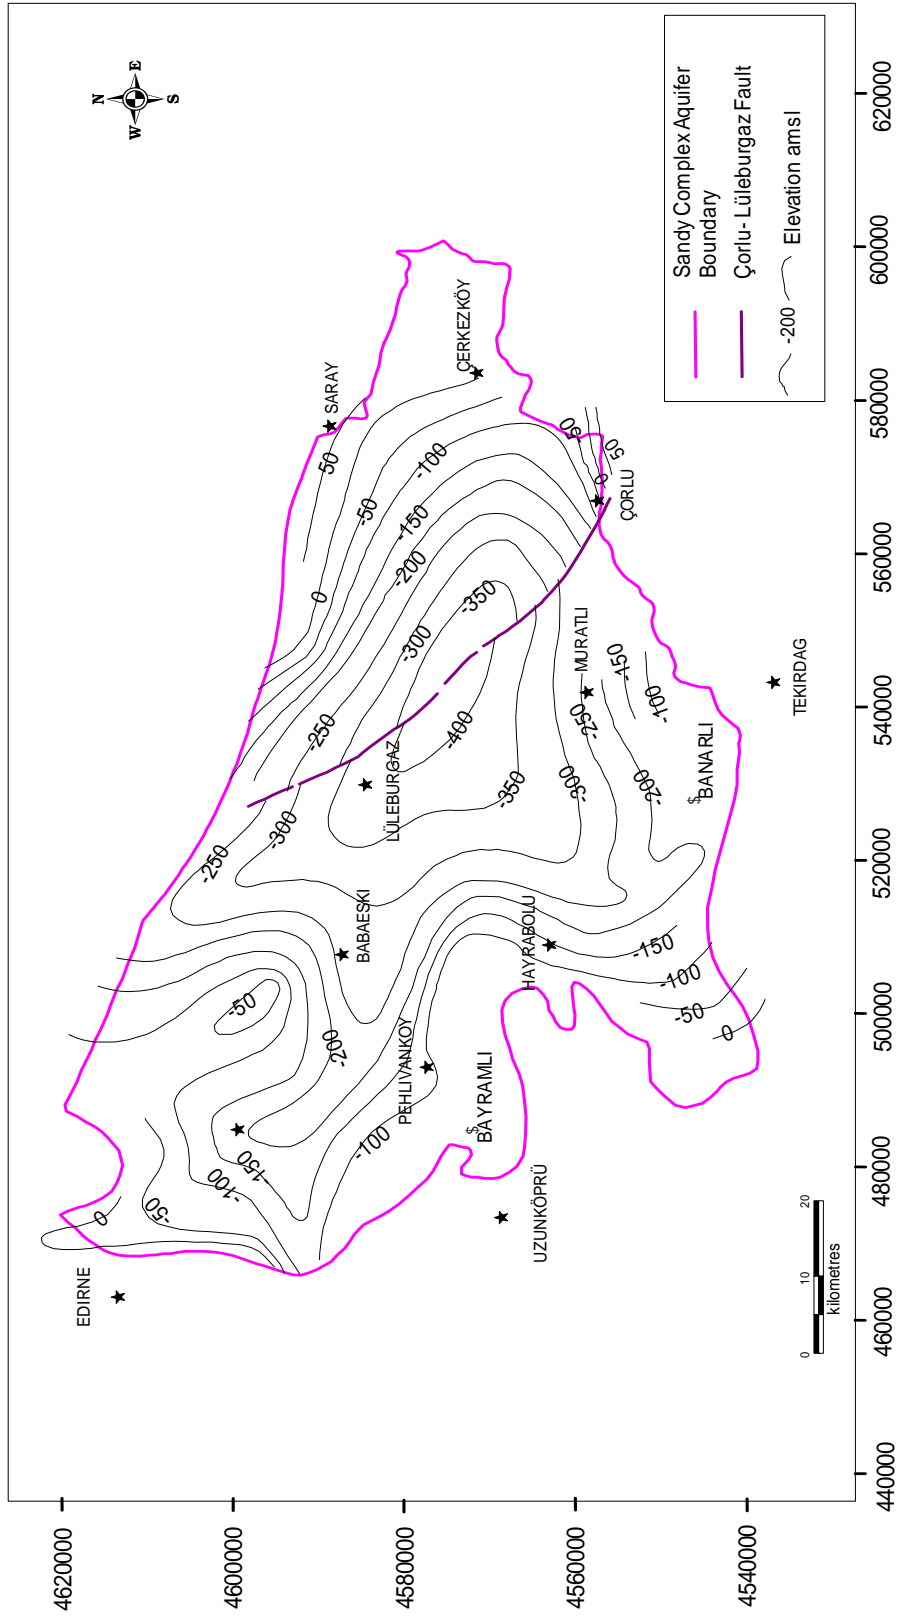 N
W
E
S
Sandy Complex Aquifer
Boundary
Çorlu- Lüleburgaz Fault
-200
Elevation amsl
EDIRNE
UZUNKÖPRÜ
$
BAYRAMLI
PEHLIVANKOY
BABAESKI
HAYRABOLU
LÜLEBURGAZ
MURATLI
$
BANARLI
TEKIRDAG
ÇORLU
SARAY
ÇERKEZKÖY
0
-50
-100
-150
-50
-200
-100
-250
-300
-350
-400
-250
-300
-350
-200
-150
-100
-50
50
0
-300
-250
-200
-150
-100
-150
-100
-50
0
-50
0
50
0
10
20
kilometres
4620000
4600000
4580000
4560000
4540000
440000
460000
480000
500000
520000
540000
560000
580000
600000
620000